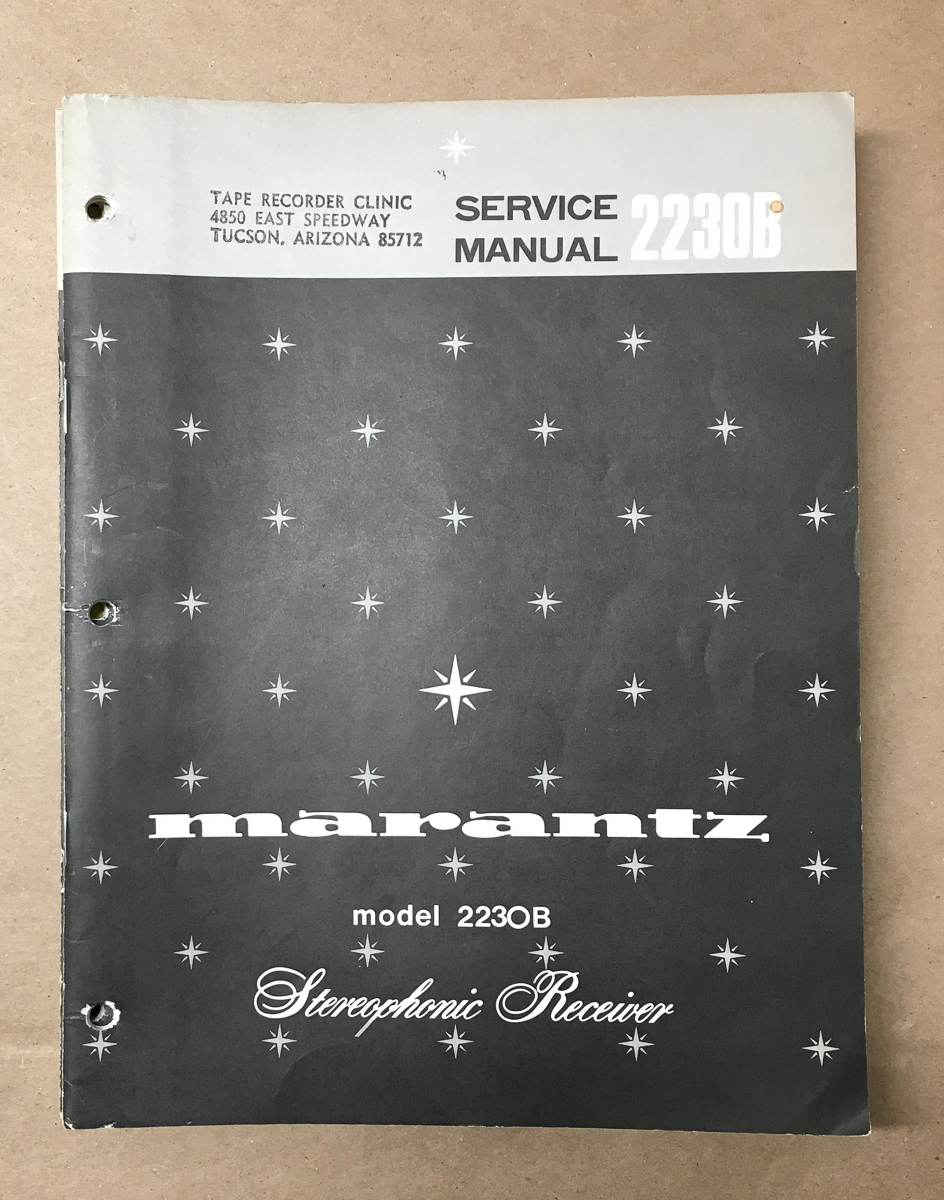 TAPE RECORDER CLINIC
4850 EAST SPEEDWAY
TUCSON, ARIZONA 85712
SERVICE
MANUAL 2230B
marantz
model 2230B
Stereophonic Receiver